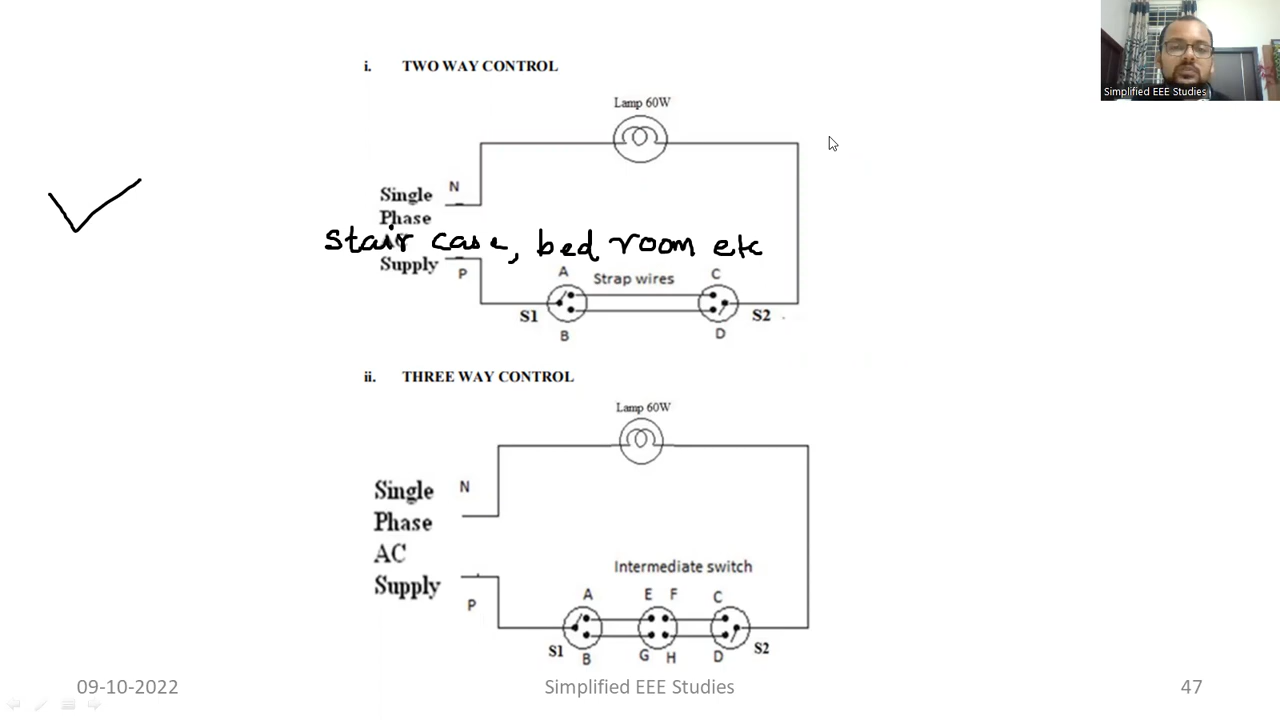 Simplified EEE Studies
i. TWO WAY CONTROL
Lamp 60W
N
Single
Phase
stair case, bed room etc
Supply
P
A
Strap wires
C
S1
S2
B
D
ii. THREE WAY CONTROL
Lamp 60W
Single
N
Phase
AC
Supply
P
Intermediate switch
A
E F
C
S1
S2
B
G H
D
09-10-2022
Simplified EEE Studies
47